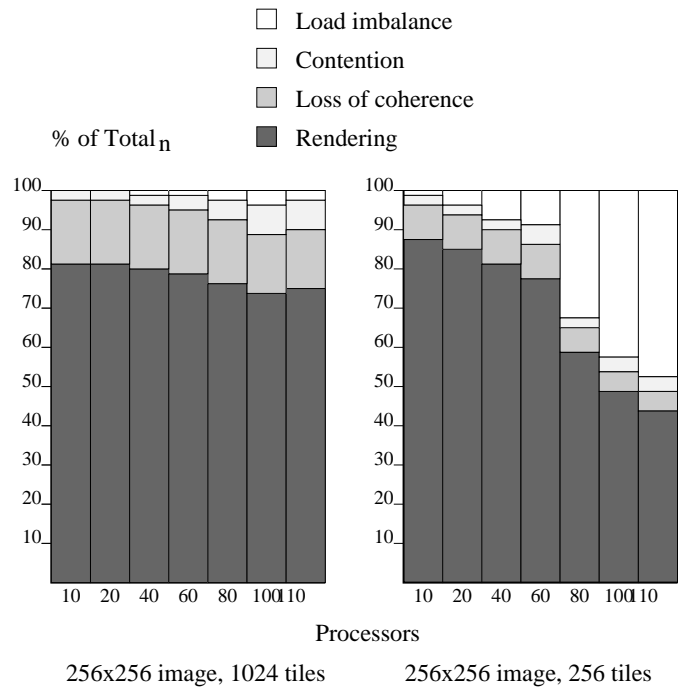 Load imbalance
Contention
Loss of coherence
% of Total n
Rendering
100
90
80
70
60
50
40
30
20
10
10 20 40 60 80 100 110
100
90
80
70
60
50
40
30
20
10
10 20 40 60 80 100 110
Processors
256x256 image, 1024 tiles
256x256 image, 256 tiles